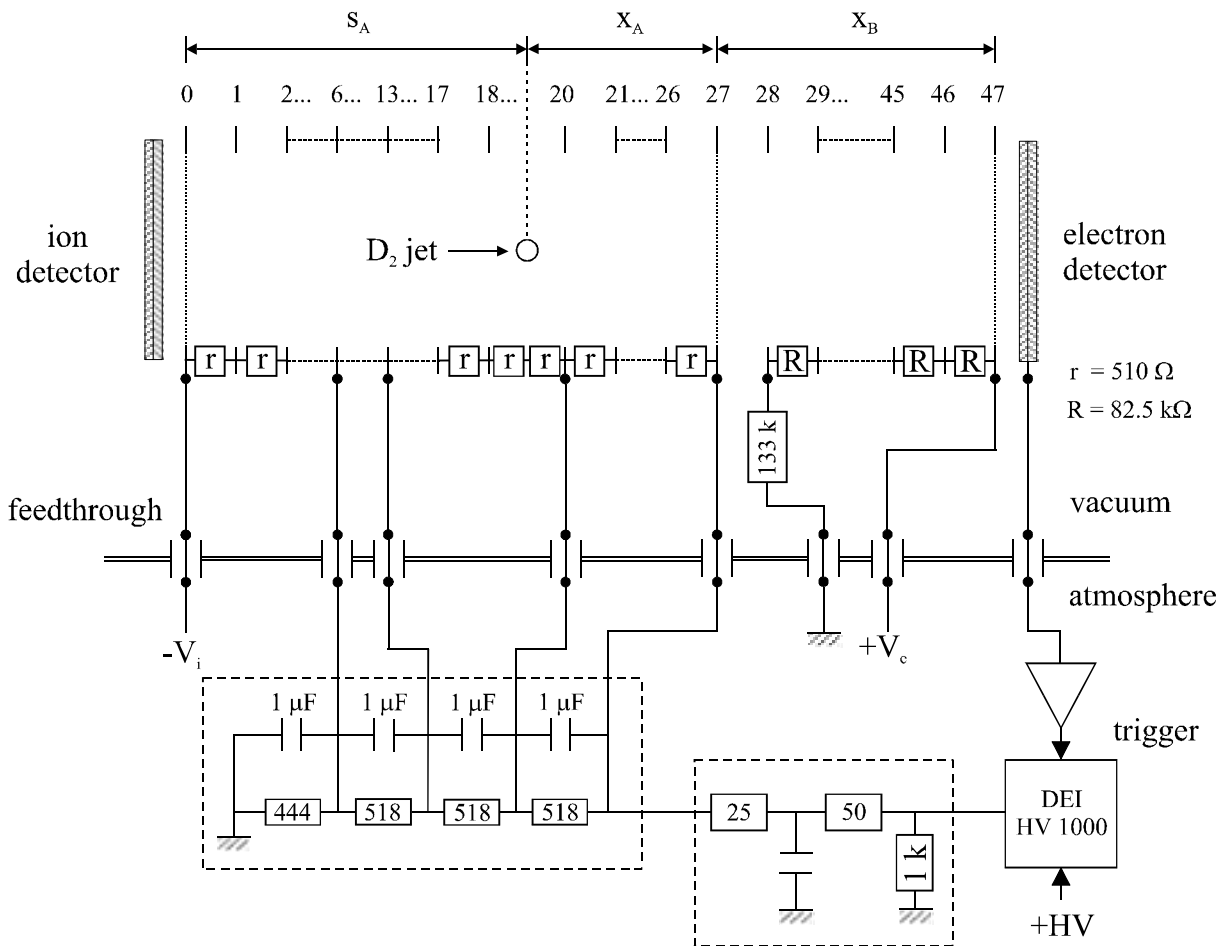 s_A x_A x_B
0 1 2... 6... 13... 17 18... 20 21... 26 27 28 29... 45 46 47
ion
detector
D₂ jet
electron
detector
r r r r r r r R R R
r = 510 Ω
R = 82.5 kΩ
133 k
feedthrough
vacuum
atmosphere
-Vᵢ
+V_c
1 μF 1 μF 1 μF 1 μF
trigger
444 518 518 518
25 50
1 k
DEI
HV 1000
+HV